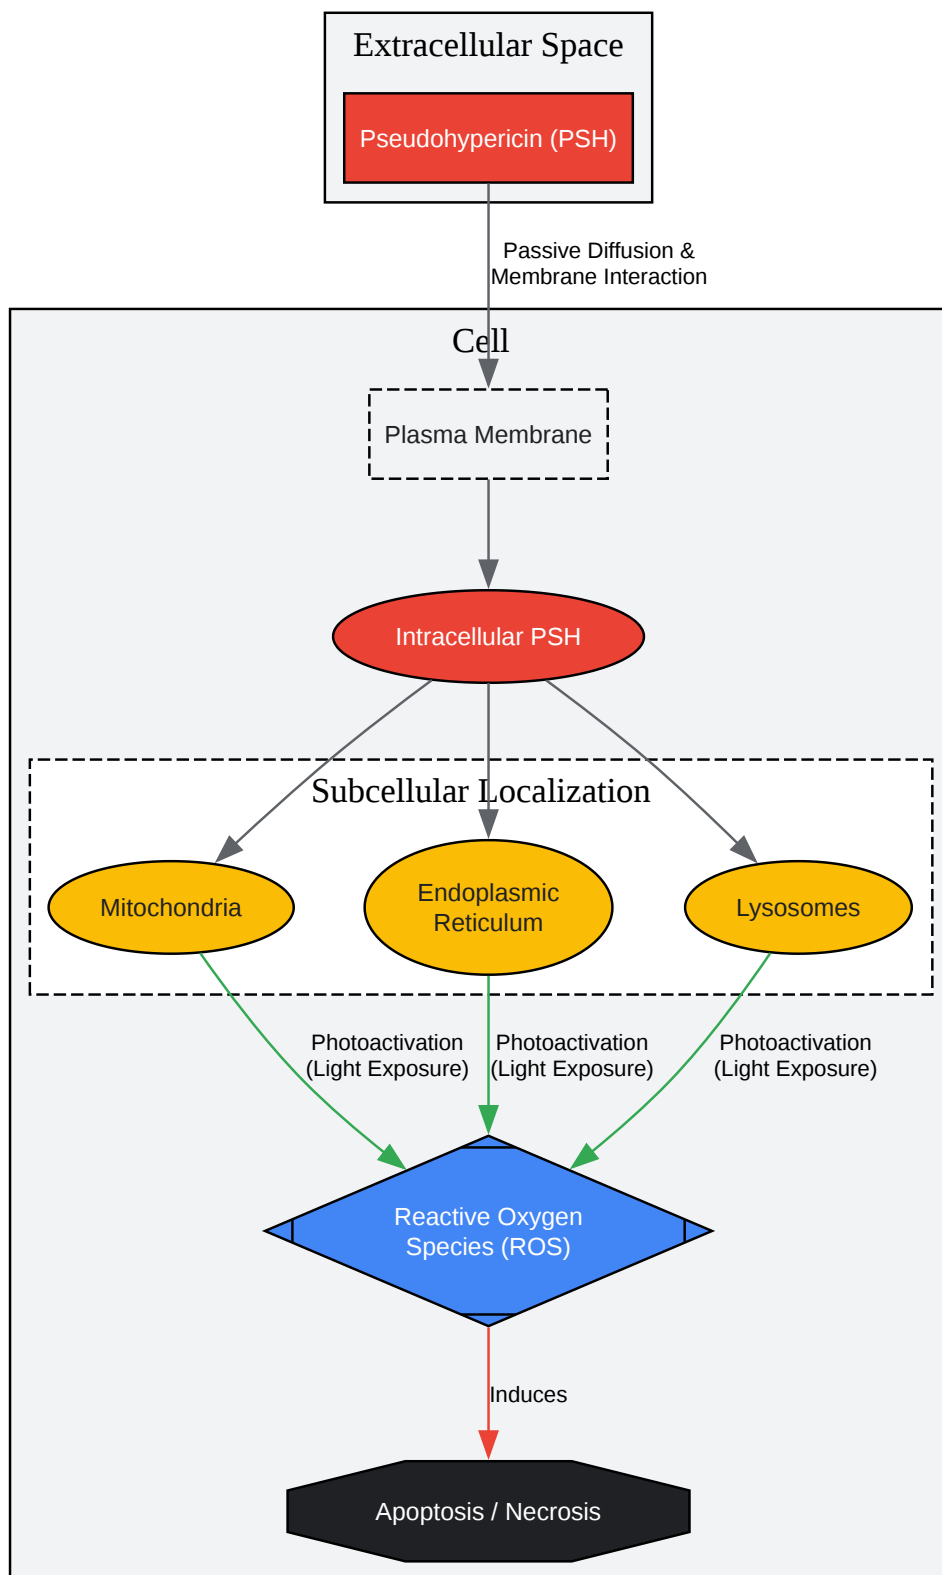 Extracellular Space
Pseudohypericin (PSH)
Passive Diffusion &
Membrane Interaction
Cell
Plasma Membrane
Intracellular PSH
Subcellular Localization
Mitochondria
Endoplasmic
Reticulum
Lysosomes
Photoactivation
(Light Exposure)
Photoactivation
(Light Exposure)
Photoactivation
(Light Exposure)
Reactive Oxygen
Species (ROS)
Induces
Apoptosis / Necrosis